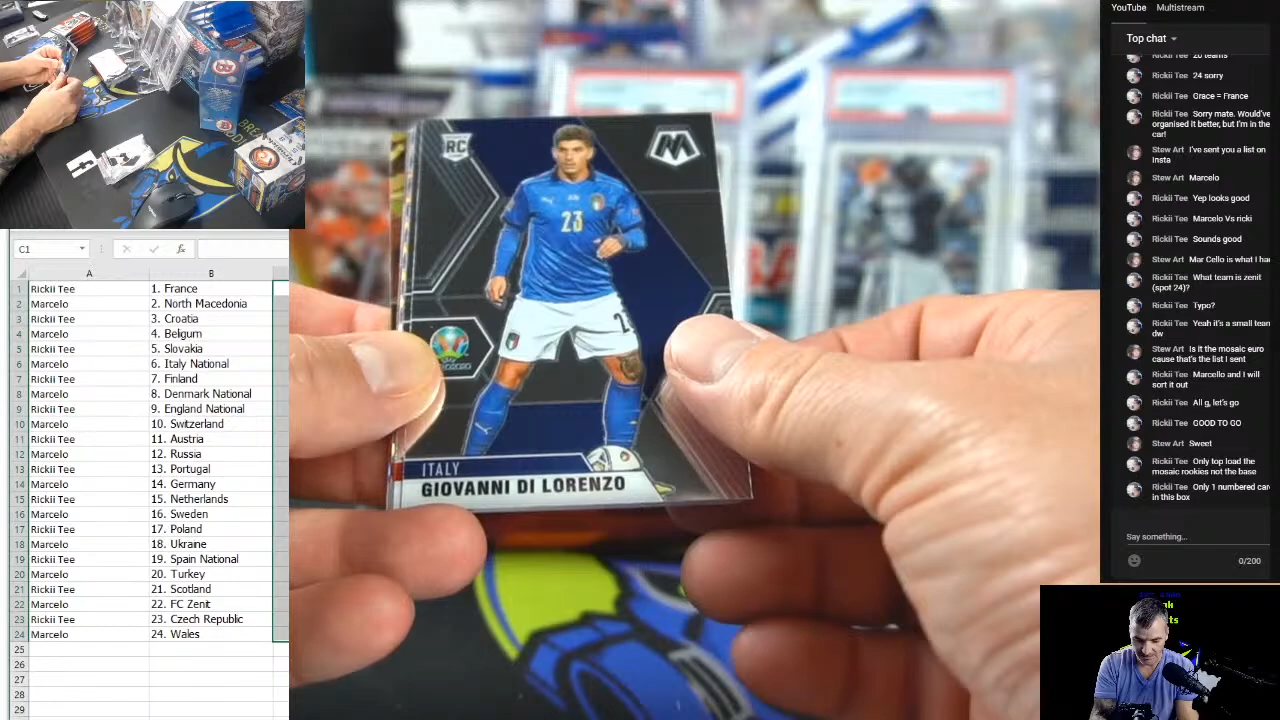 YouTube Multistream
Top chat
Rickii Tee 24 sorry
Rickii Tee Grace = France
Rickii Tee Sorry mate. Would've
organised it better, but I'm in the
car!
Stew Art I've sent you a list on
Insta
Rickii Tee Marcelo
Rickii Tee Yep looks good
Rickii Tee Marcelo Vs ricki
Rickii Tee Sounds good
Stew Art Mar Cello is what I ha
Rickii Tee What team is zenit
(spot 24)?
Rickii Tee Typo?
Rickii Tee Yeah it's a small team
dw
Stew Art Is it the mosaic euro
cause that's the list I sent
Rickii Tee Marcello and I will
sort it out
Rickii Tee All g, let's go
Rickii Tee GOOD TO GO
Stew Art Sweet
Rickii Tee Only top load the
mosaic rookies not the base
Rickii Tee Only 1 numbered car
in this box
Say something...
0/200
C1 fx
A B
1 Rickii Tee 1. France
2 Marcelo 2. North Macedonia
3 Rickii Tee 3. Croatia
4 Marcelo 4. Beligum
5 Rickii Tee 5. Slovakia
6 Marcelo 6. Italy National
7 Rickii Tee 7. Finland
8 Marcelo 8. Denmark National
9 Rickii Tee 9. England National
10 Marcelo 10. Switzerland
11 Rickii Tee 11. Austria
12 Marcelo 12. Russia
13 Rickii Tee 13. Portugal
14 Marcelo 14. Germany
15 Rickii Tee 15. Netherlands
16 Marcelo 16. Sweden
17 Rickii Tee 17. Poland
18 Marcelo 18. Ukraine
19 Rickii Tee 19. Spain National
20 Marcelo 20. Turkey
21 Rickii Tee 21. Scotland
22 Marcelo 22. FC Zenit
23 Rickii Tee 23. Czech Republic
24 Marcelo 24. Wales
25
26
27
28
29
RC
M
23
ITALY
GIOVANNI DI LORENZO